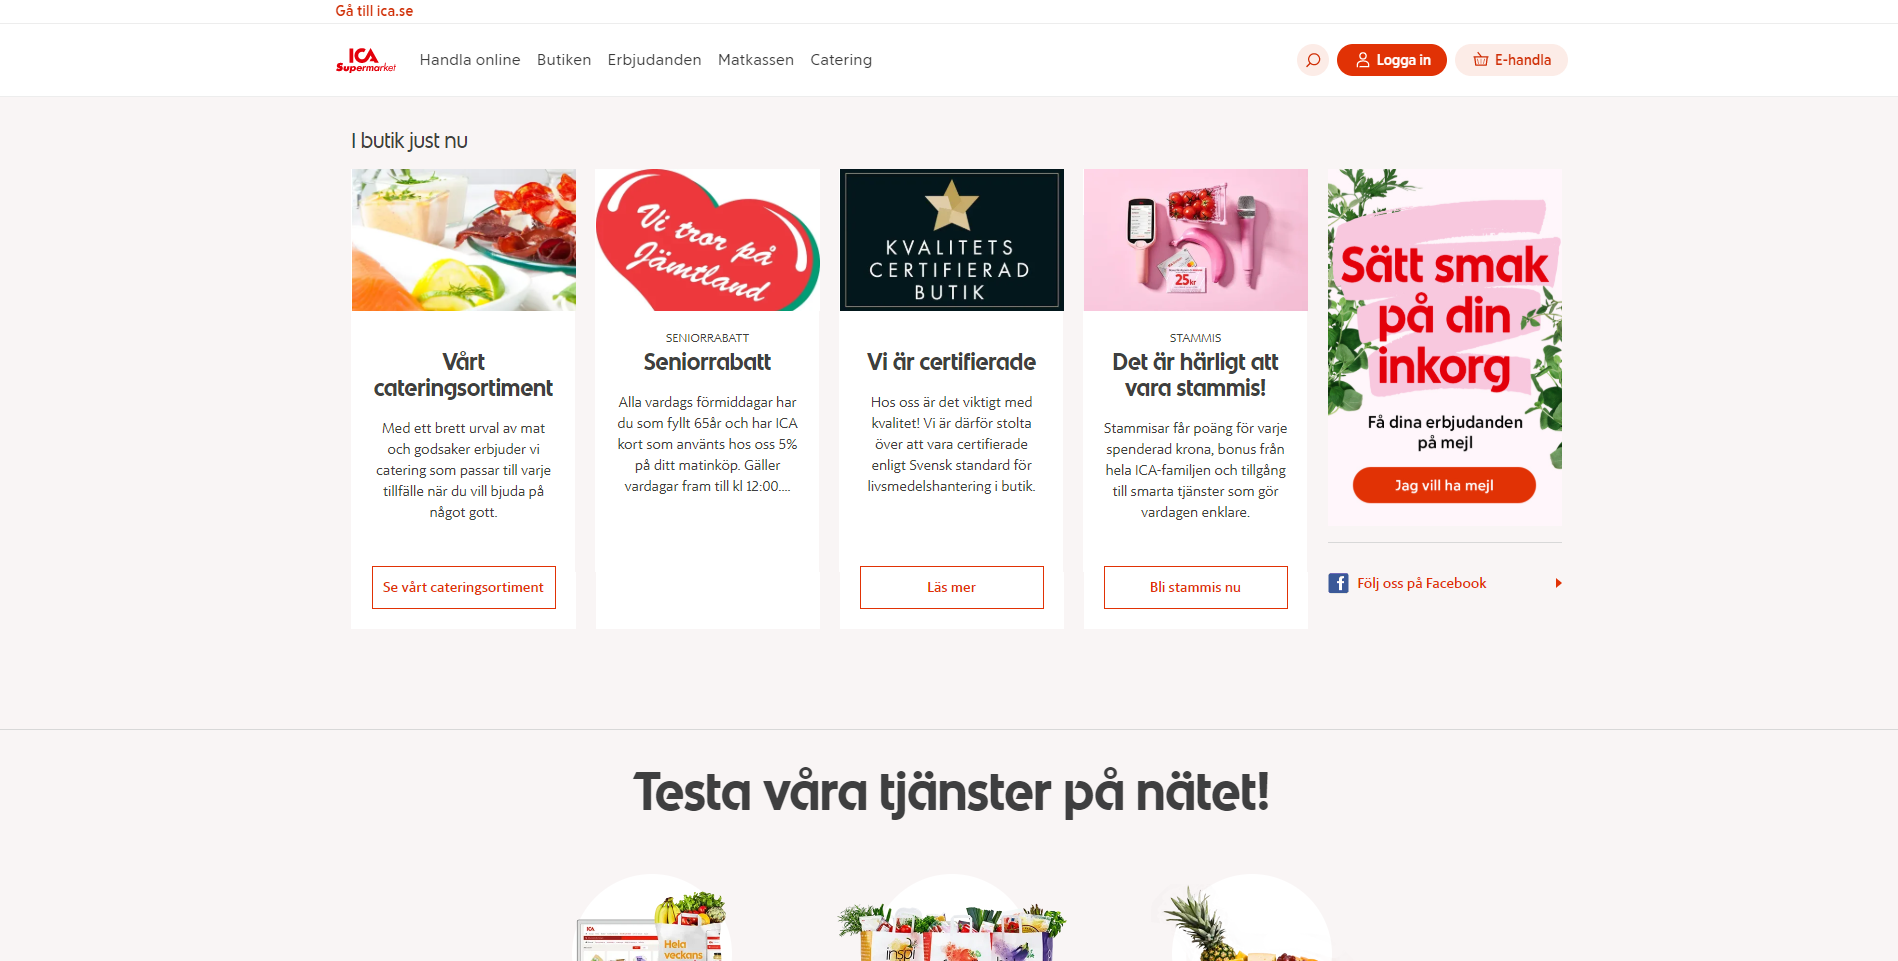 Gå till ica.se
ICA
Supermarket
Handla online
Butiken
Erbjudanden
Matkassen
Catering
Logga in
E-handla
I butik just nu
Vårt
cateringsortiment
Med ett brett urval av mat
och godsaker erbjuder vi
catering som passar till varje
tillfälle när du vill bjuda på
något gott.
Se vårt cateringsortiment
Vi tror på
Jämtland
SENIORRABATT
Seniorrabatt
Alla vardags förmiddagar har
du som fyllt 65år och har ICA
kort som använts hos oss 5%
på ditt matinköp. Gäller
vardagar fram till kl 12:00....
KVALITETS
CERTIFIERAD
BUTIK
Vi är certifierade
Hos oss är det viktigt med
kvalitet! Vi är därför stolta
över att vara certifierade
enligt Svensk standard för
livsmedelshantering i butik.
Läs mer
25kr
STAMMIS
Det är härligt att
vara stammis!
Stammisar får poäng för varje
spenderad krona, bonus från
hela ICA-familjen och tillgång
till smarta tjänster som gör
vardagen enklare.
Bli stammis nu
Sätt smak
på din
inkorg
Få dina erbjudanden
på mejl
Jag vill ha mejl
Följ oss på Facebook
Testa våra tjänster på nätet!
ICA
Hela
veckans
inspi